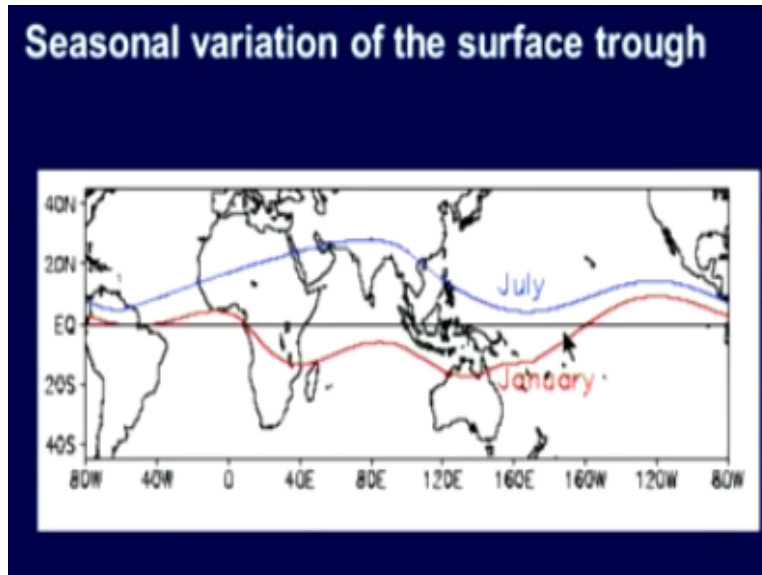 Seasonal variation of the surface trough
40N
20N
July
EQ
January
20S
40S
80W 40W 0 40E 80E 120E 160E 160W 120W 80W